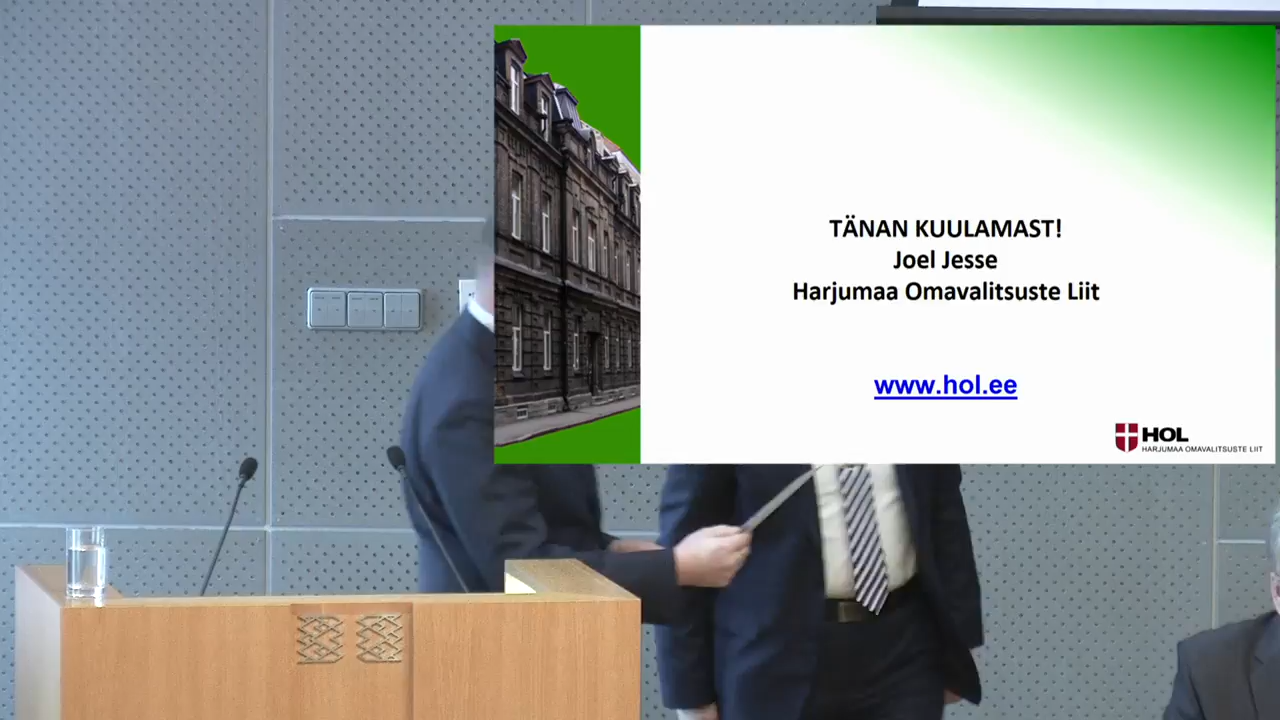 TÄNAN KUULAMAST!
Joel Jesse
Harjumaa Omavalitsuste Liit
www.hol.ee
HOL
HARJUMAA OMAVALITSUSTE LIIT